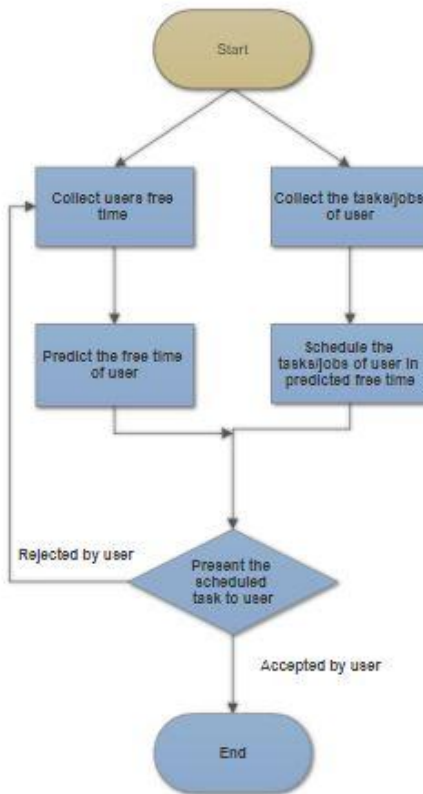 Start
Collect users free
time
Collect the tasks/jobs
of user
Predict the free time
of user
Schedule the
tasks/jobs of user in
predicted free time
Rejected by user
Present the
scheduled
task to user
Accepted by user
End